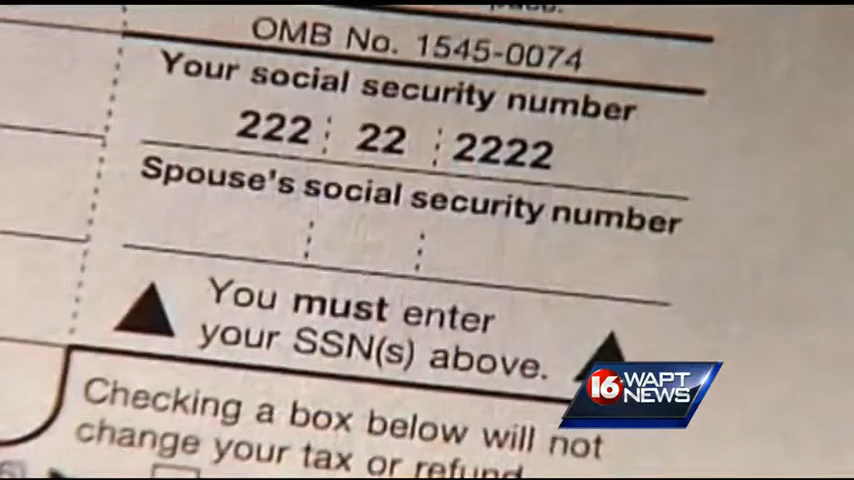 OMB No. 1545-0074
Your social security number
222 22 2222
Spouse's social security number
You must enter
your SSN(s) above.
Checking a box below will not
change your tax or refund.
16 WAPT
NEWS